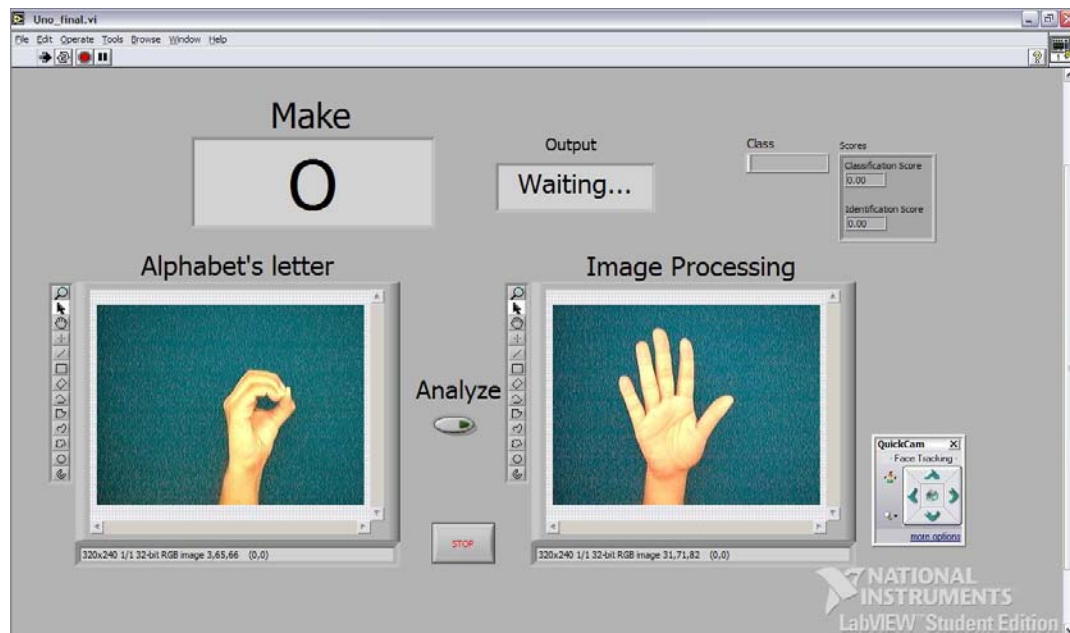 Uno_final.vi
File Edit Operate Tools Browse Window Help
Make
O
Output
Waiting...
Class
Scores
Classification Score
0.00
Identification Score
0.00
Alphabet's letter
Image Processing
Analyze
STOP
320x240 1/1 32-bit RGB image 3,65,66 (0,0)
320x240 1/1 32-bit RGB image 31,71,82 (0,0)
QuickCam
- Face Tracking -
more options
NATIONAL
INSTRUMENTS
LabVIEW™ Student Edition